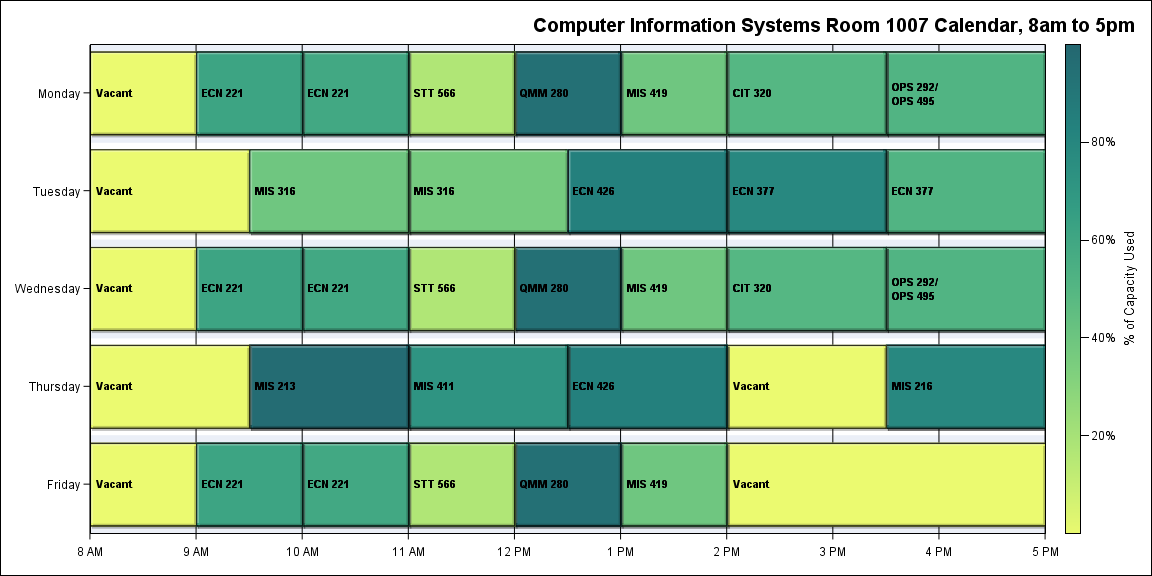 Computer Information Systems Room 1007 Calendar, 8am to 5pm
Monday
Vacant
ECN 221
ECN 221
STT 566
QMM 280
MIS 419
CIT 320
OPS 292/
OPS 495
Tuesday
Vacant
MIS 316
MIS 316
ECN 426
ECN 377
ECN 377
Wednesday
Vacant
ECN 221
ECN 221
STT 566
QMM 280
MIS 419
CIT 320
OPS 292/
OPS 495
Thursday
Vacant
MIS 213
MIS 411
ECN 426
Vacant
MIS 216
Friday
Vacant
ECN 221
ECN 221
STT 566
QMM 280
MIS 419
Vacant
8 AM
9 AM
10 AM
11 AM
12 PM
1 PM
2 PM
3 PM
4 PM
5 PM
80%
60%
40%
20%
% of Capacity Used